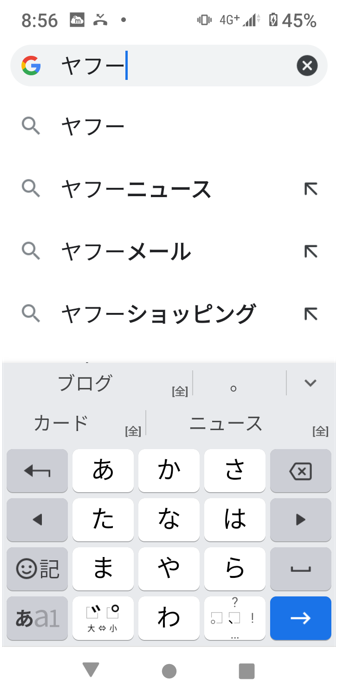 8:56 4G+ 45%
ヤフー
ヤフー
ヤフーニュース
ヤフーメール
ヤフーショッピング
ブログ [全] 。
カード [全] ニュース [全]
あ か さ
た な は
記 ま や ら
あa1 大⇔小 わ 。、?!…